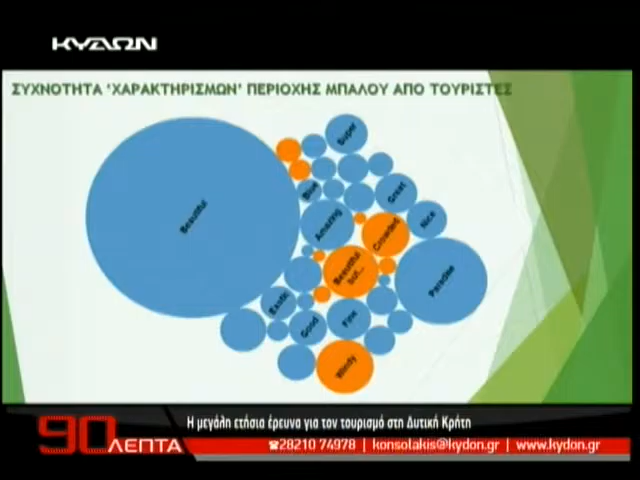 ΚΥΔΩΝ
ΣΥΧΝΟΤΗΤΑ ‘ΧΑΡΑΚΤΗΡΙΣΜΩΝ’ ΠΕΡΙΟΧΗΣ ΜΠΑΛΟΥ ΑΠΟ ΤΟΥΡΙΣΤΕΣ
Super
Blue
Great
Beautiful
Amazing
Nice
Crowded
Beautiful
but...
Paradise
Exotic
Good
Fine
Windy
Η μεγάλη ετήσια έρευνα για τον τουρισμό στη Δυτική Κρήτη
90 ΛΕΠΤΑ
☎28210 74978 | konsolakis@kydon.gr | www.kydon.gr